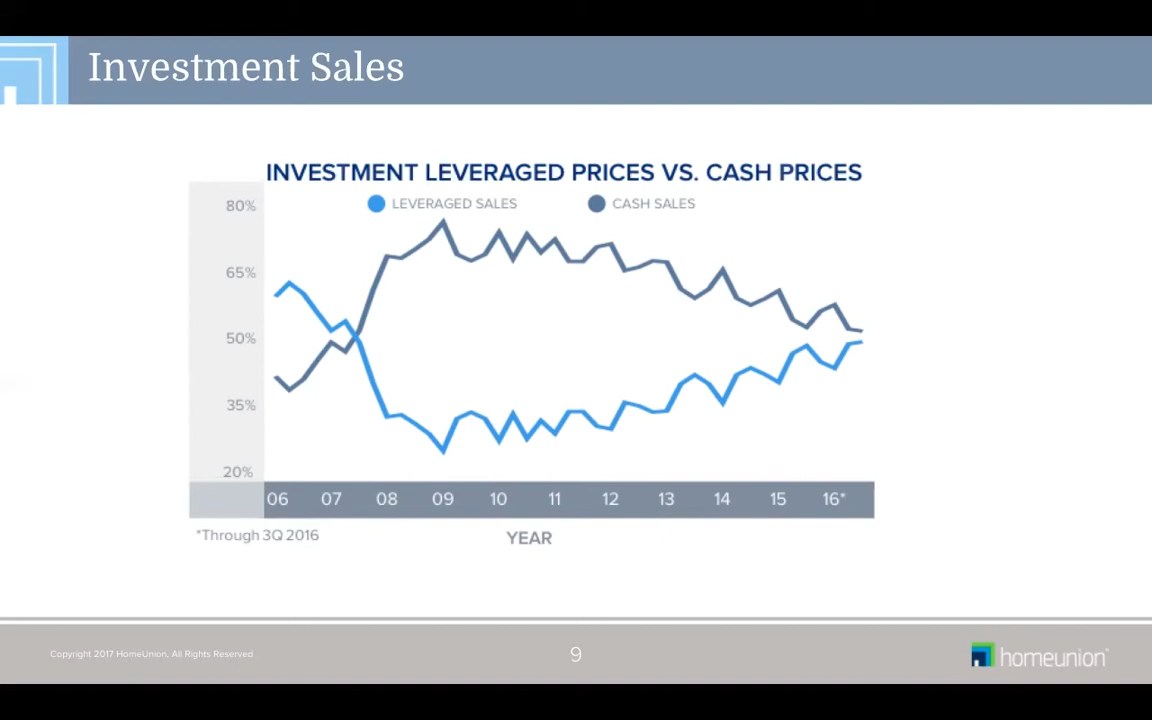 Investment Sales
INVESTMENT LEVERAGED PRICES VS. CASH PRICES
LEVERAGED SALES CASH SALES
80%
65%
50%
35%
20%
06 07 08 09 10 11 12 13 14 15 16*
*Through 3Q 2016
YEAR
Copyright 2017 HomeUnion, All Rights Reserved
9
homeunion™